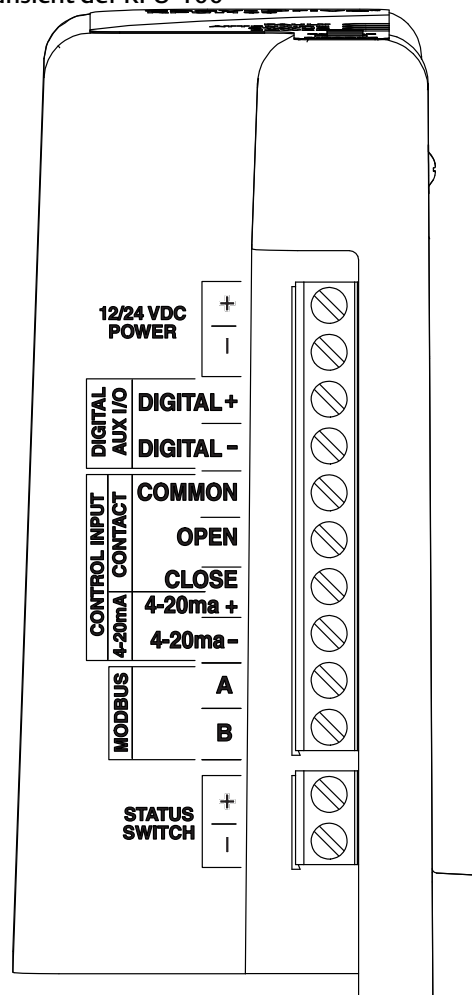 12/24 VDC
POWER
+
–
DIGITAL
AUX I/O
DIGITAL +
DIGITAL –
CONTROL INPUT
CONTACT
COMMON
OPEN
CLOSE
4-20mA
4-20ma +
4-20ma –
MODBUS
A
B
STATUS
SWITCH
+
–